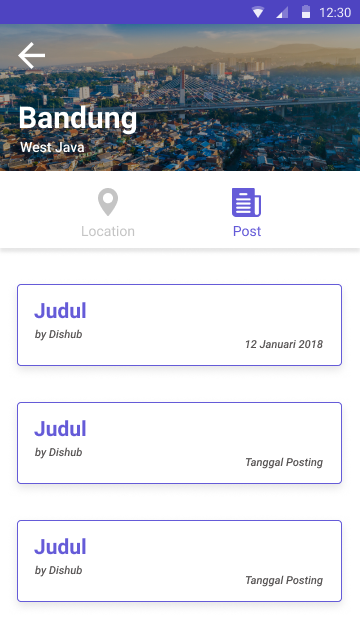 12:30
Bandung
West Java
Location
Post
Judul
by Dishub
12 Januari 2018
Judul
by Dishub
Tanggal Posting
Judul
by Dishub
Tanggal Posting